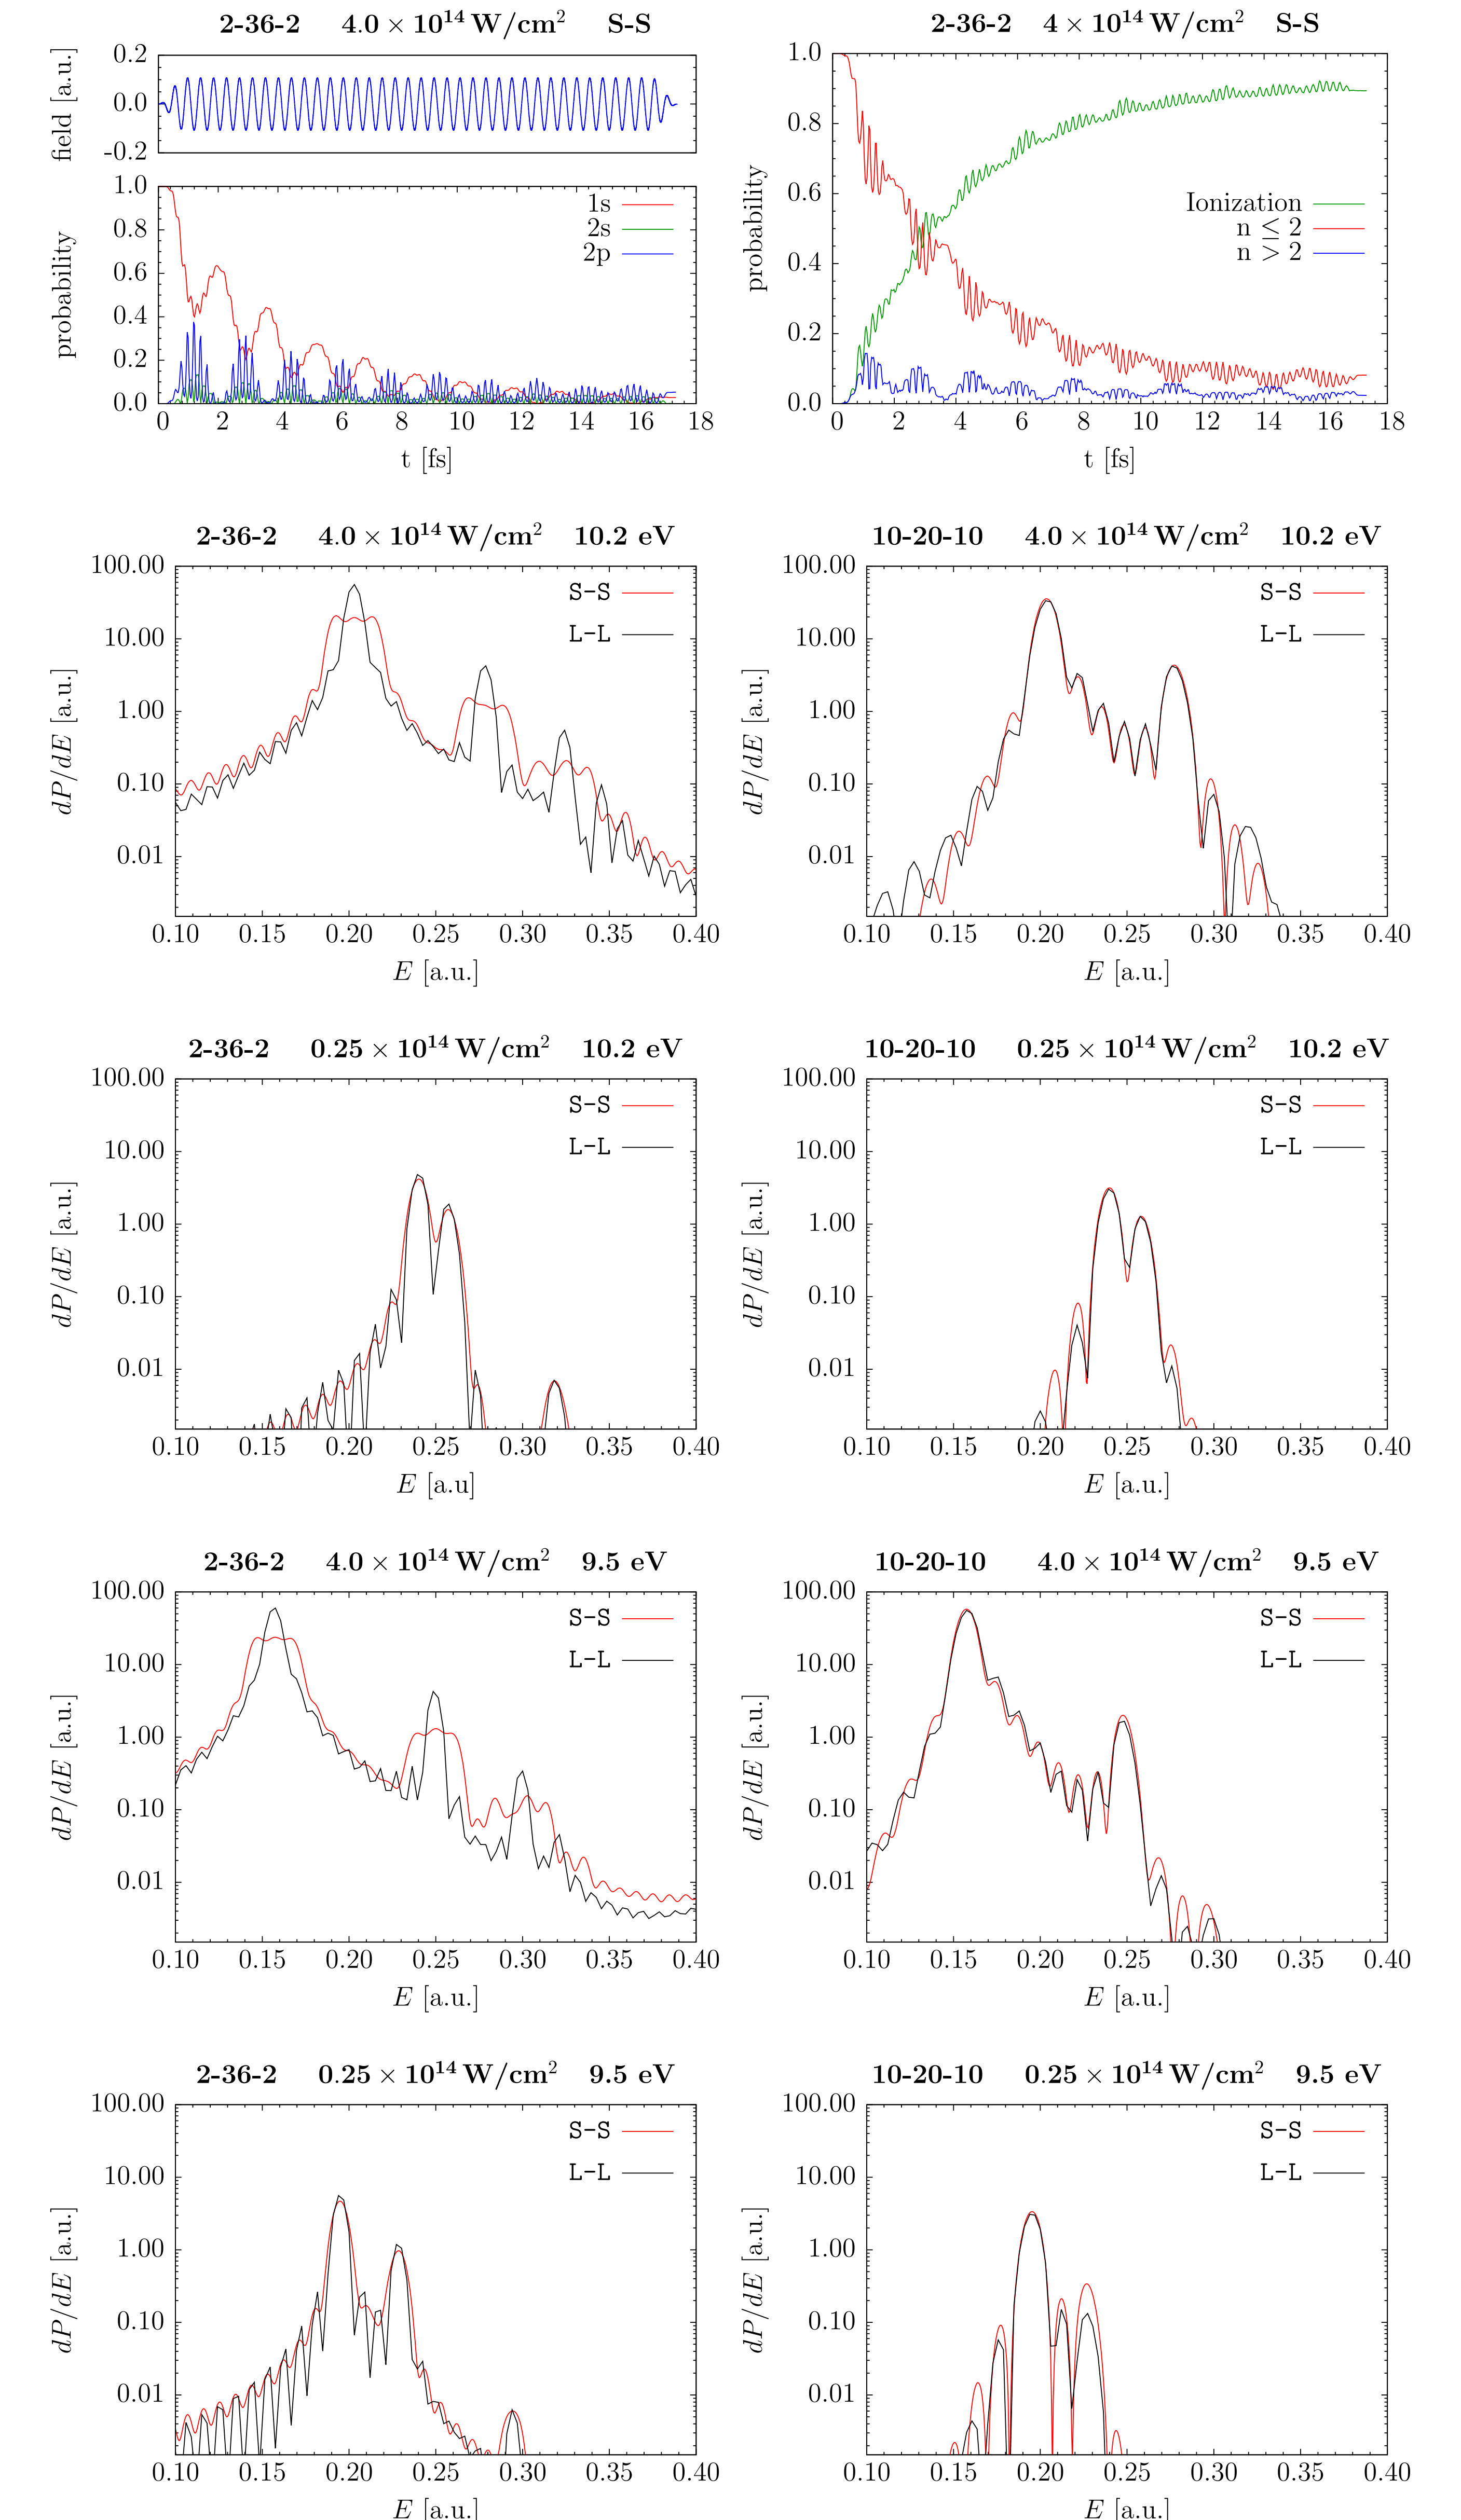 2-36-2 4.0 × 10¹⁴ W/cm² S-S
field [a.u.]
0.2
0.0
-0.2
probability
1.0
0.8
0.6
0.4
0.2
0.0
1s
2s
2p
0 2 4 6 8 10 12 14 16 18
t [fs]
2-36-2 4 × 10¹⁴ W/cm² S-S
probability
1.0
0.8
0.6
0.4
0.2
0.0
Ionization
n ≤ 2
n > 2
0 2 4 6 8 10 12 14 16 18
t [fs]
2-36-2 4.0 × 10¹⁴ W/cm² 10.2 eV
dP/dE [a.u.]
100.00
10.00
1.00
0.10
0.01
S-S
L-L
0.10 0.15 0.20 0.25 0.30 0.35 0.40
E [a.u.]
10-20-10 4.0 × 10¹⁴ W/cm² 10.2 eV
dP/dE [a.u.]
100.00
10.00
1.00
0.10
0.01
S-S
L-L
0.10 0.15 0.20 0.25 0.30 0.35 0.40
E [a.u.]
2-36-2 0.25 × 10¹⁴ W/cm² 10.2 eV
dP/dE [a.u.]
100.00
10.00
1.00
0.10
0.01
S-S
L-L
0.10 0.15 0.20 0.25 0.30 0.35 0.40
E [a.u]
10-20-10 0.25 × 10¹⁴ W/cm² 10.2 eV
dP/dE [a.u.]
100.00
10.00
1.00
0.10
0.01
S-S
L-L
0.10 0.15 0.20 0.25 0.30 0.35 0.40
E [a.u.]
2-36-2 4.0 × 10¹⁴ W/cm² 9.5 eV
dP/dE [a.u.]
100.00
10.00
1.00
0.10
0.01
S-S
L-L
0.10 0.15 0.20 0.25 0.30 0.35 0.40
E [a.u.]
10-20-10 4.0 × 10¹⁴ W/cm² 9.5 eV
dP/dE [a.u.]
100.00
10.00
1.00
0.10
0.01
S-S
L-L
0.10 0.15 0.20 0.25 0.30 0.35 0.40
E [a.u.]
2-36-2 0.25 × 10¹⁴ W/cm² 9.5 eV
dP/dE [a.u.]
100.00
10.00
1.00
0.10
0.01
S-S
L-L
0.10 0.15 0.20 0.25 0.30 0.35 0.40
E [a.u.]
10-20-10 0.25 × 10¹⁴ W/cm² 9.5 eV
dP/dE [a.u.]
100.00
10.00
1.00
0.10
0.01
S-S
L-L
0.10 0.15 0.20 0.25 0.30 0.35 0.40
E [a.u.]